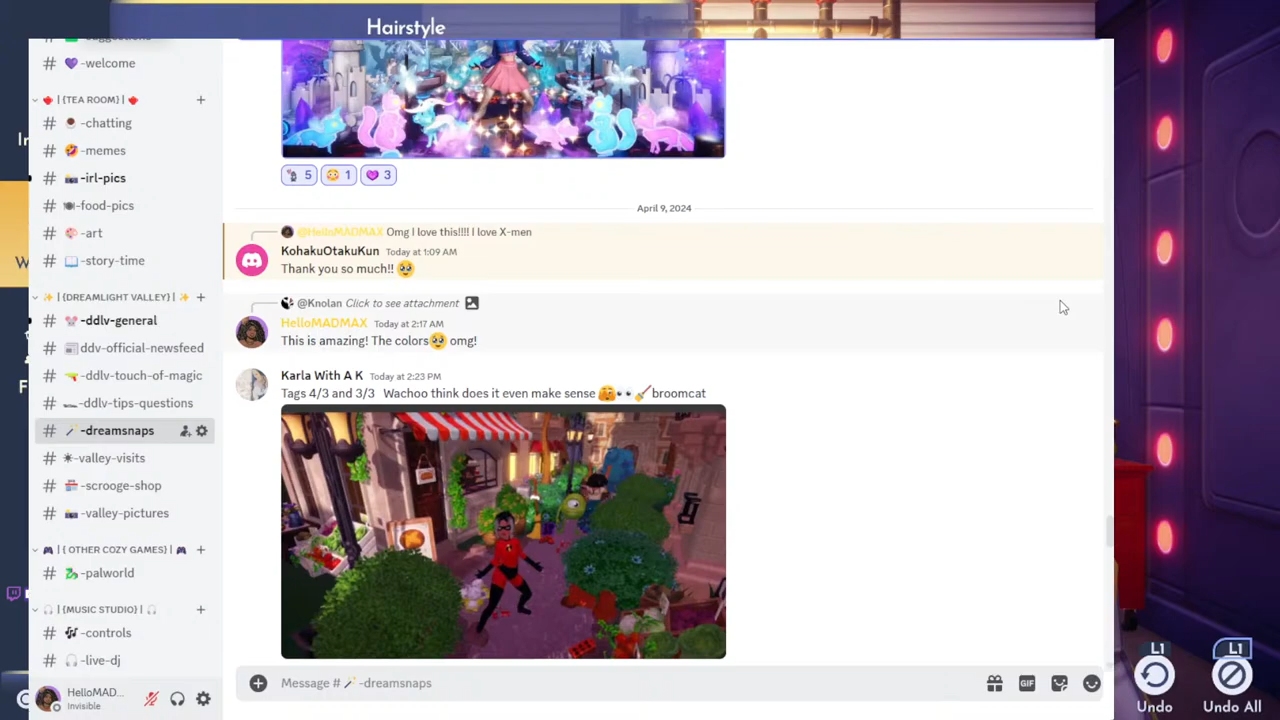 Hairstyle
-welcome
| {TEA ROOM} |
-chatting
-memes
-irl-pics
-food-pics
-art
-story-time
| {DREAMLIGHT VALLEY} |
-ddlv-general
ddv-official-newsfeed
-ddlv-touch-of-magic
-ddlv-tips-questions
-dreamsnaps
-valley-visits
-scrooge-shop
-valley-pictures
| { OTHER COZY GAMES} |
-palworld
| {MUSIC STUDIO} |
-controls
-live-dj
HelloMAD...
Invisible
5 1 3
April 9, 2024
@HelloMADMAX Omg I love this!!!! I love X-men
KohakuOtakuKun Today at 1:09 AM
Thank you so much!! 🥹
@Knolan Click to see attachment
HelloMADMAX Today at 2:17 AM
This is amazing! The colors🥹 omg!
Karla With A K Today at 2:23 PM
Tags 4/3 and 3/3 Wachoo think does it even make sense 🫣👀🧹broomcat
Message # 🪄-dreamsnaps
GIF
L1 L1
Undo Undo All